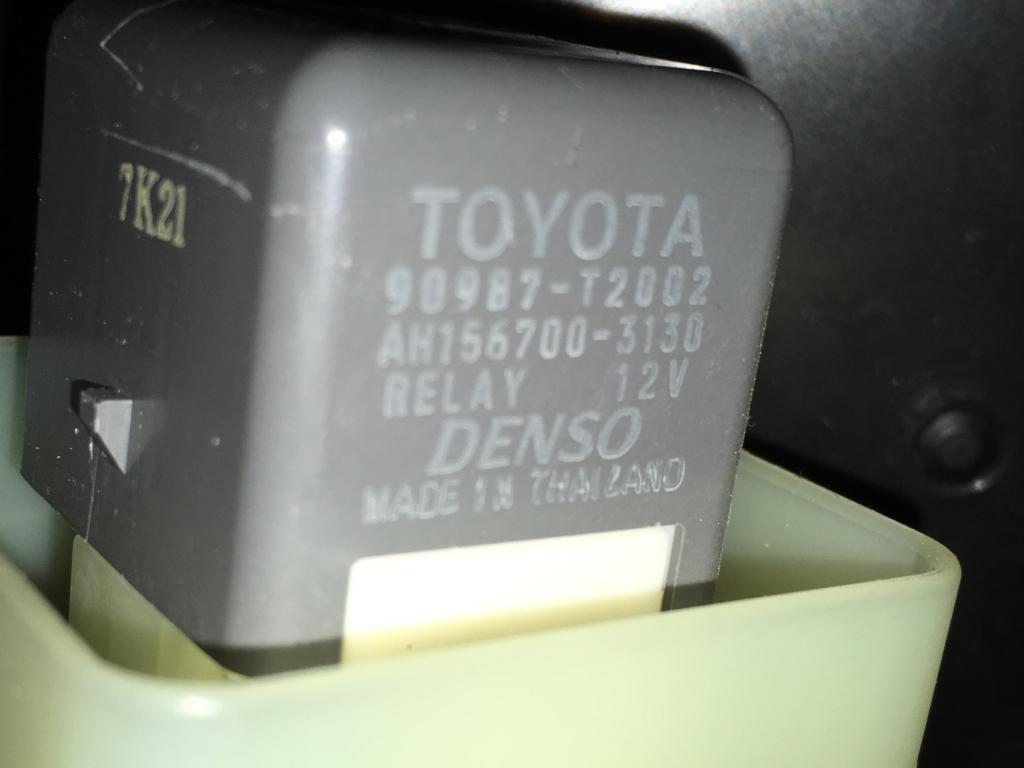 7K21
TOYOTA
90987-T2002
AH156700-3130
RELAY 12V
DENSO
MADE IN THAILAND